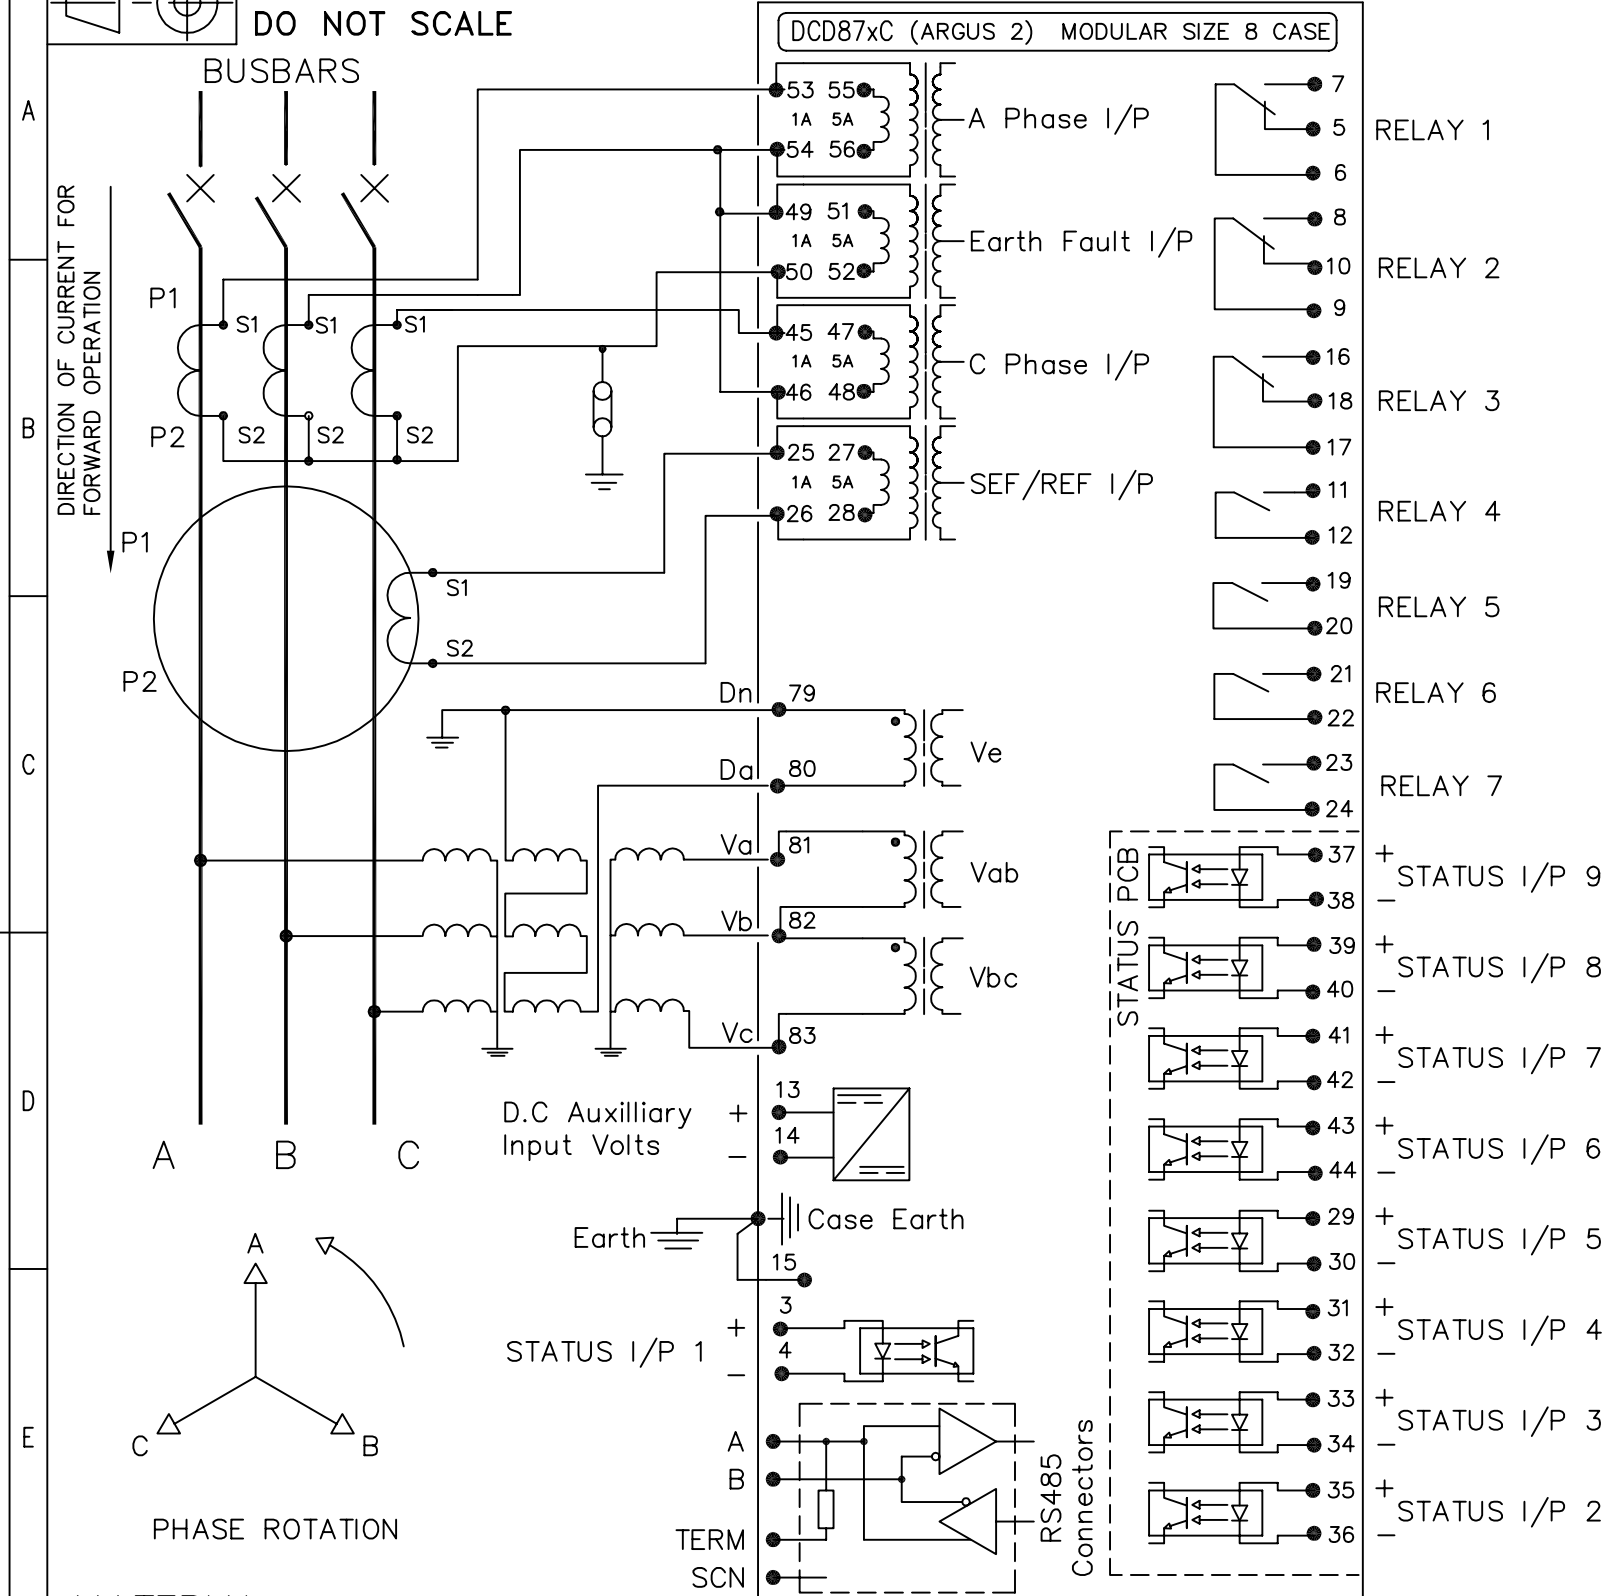 DO NOT SCALE
DCD87xC (ARGUS 2) MODULAR SIZE 8 CASE
BUSBARS
A
B
C
D
E
DIRECTION OF CURRENT FOR
FORWARD OPERATION
P1
S1
S1
S1
P2
S2
S2
S2
P1
S1
S2
P2
53 55
1A 5A
54 56
A Phase I/P
49 51
1A 5A
50 52
Earth Fault I/P
45 47
1A 5A
46 48
C Phase I/P
25 27
1A 5A
26 28
SEF/REF I/P
Dn 79
Ve
Da 80
Va 81
Vab
Vb 82
Vbc
Vc 83
A B C
D.C Auxilliary
Input Volts
+ 13
- 14
Earth
Case Earth
15
STATUS I/P 1
+ 3
- 4
A
B
TERM
SCN
RS485
Connectors
A
C
B
PHASE ROTATION
7
5
6
RELAY 1
8
10
9
RELAY 2
16
18
17
RELAY 3
11
12
RELAY 4
19
20
RELAY 5
21
22
RELAY 6
23
24
RELAY 7
STATUS PCB
37 +
38 -
STATUS I/P 9
39 +
40 -
STATUS I/P 8
41 +
42 -
STATUS I/P 7
43 +
44 -
STATUS I/P 6
29 +
30 -
STATUS I/P 5
31 +
32 -
STATUS I/P 4
33 +
34 -
STATUS I/P 3
35 +
36 -
STATUS I/P 2